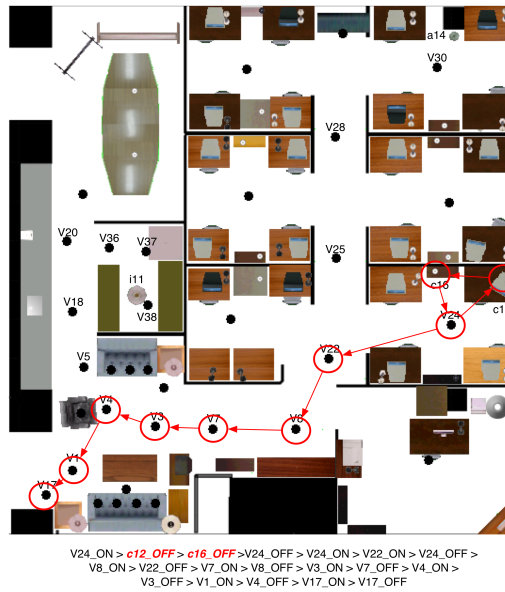 a14
V30
V28
V20
V36
V37
V25
i11
c16
c1
V18
V38
V24
V5
V22
V4
V3
V7
V6
V1
V17
V24_ON > c12_OFF > c16_OFF >V24_OFF > V24_ON > V22_ON > V24_OFF >
V8_ON > V22_OFF > V7_ON > V8_OFF > V3_ON > V7_OFF > V4_ON >
V3_OFF > V1_ON > V4_OFF > V17_ON > V17_OFF